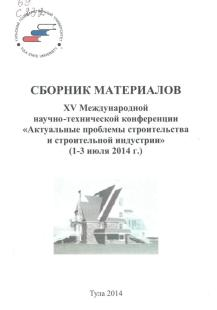 СБОРНИК МАТЕРИАЛОВ
XV Международной
научно-технической конференции
«Актуальные проблемы строительства
и строительной индустрии»
(1-3 июля 2014 г.)
Тула 2014